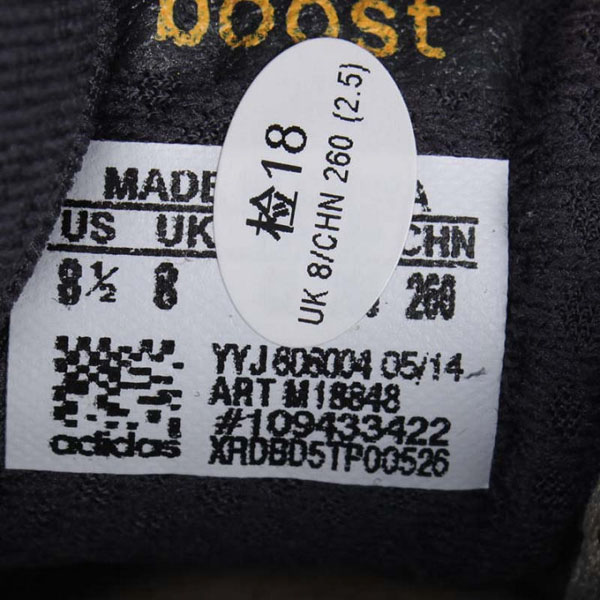 boost
检18
UK 8/CHN 260 (2.5)
MADE
US UK CHN
8½ 8 260
YYJ 606004 05/14
ART M18848
#109433422
XRDBD5TP00526
adidas